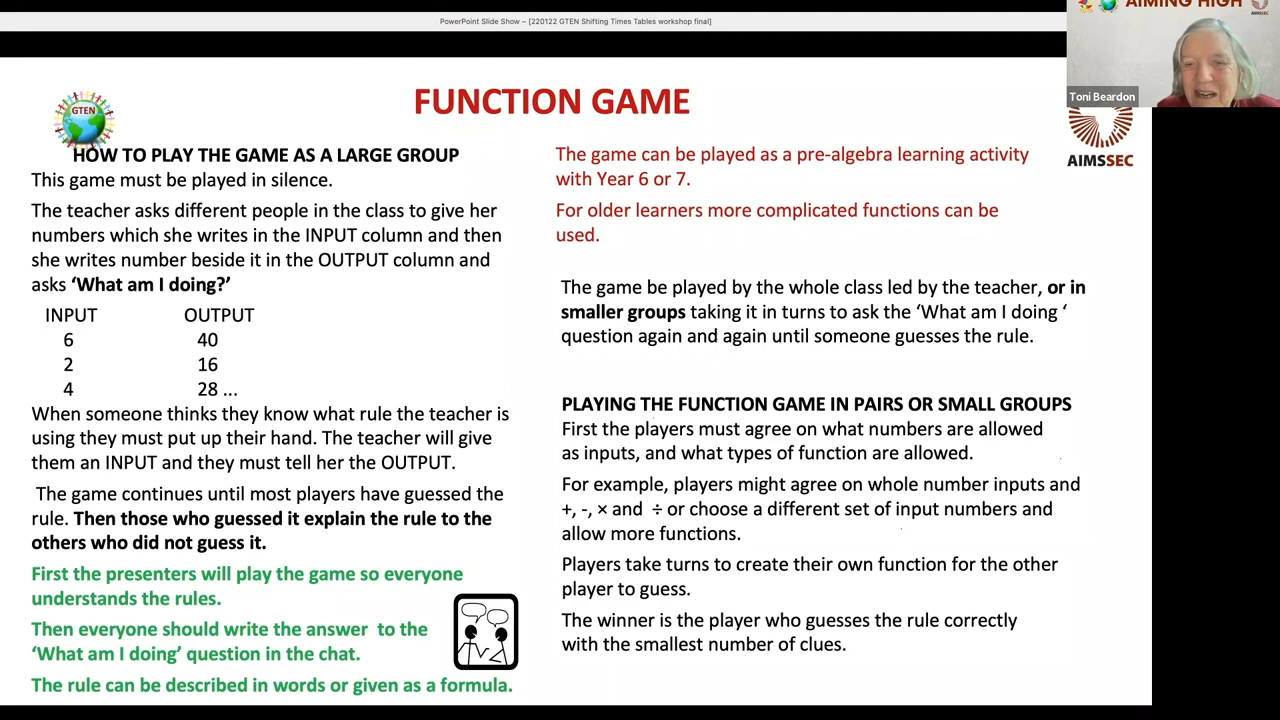 PowerPoint Slide Show – [220122 GTEN Shifting Times Tables workshop final]
AIMING HIGH
AIMSSEC
Toni Beardon
AIMSSEC
GTEN
FUNCTION GAME
HOW TO PLAY THE GAME AS A LARGE GROUP
This game must be played in silence.
The teacher asks different people in the class to give her
numbers which she writes in the INPUT column and then
she writes number beside it in the OUTPUT column and
asks ‘What am I doing?’
INPUT OUTPUT
6 40
2 16
4 28 ...
When someone thinks they know what rule the teacher is
using they must put up their hand. The teacher will give
them an INPUT and they must tell her the OUTPUT.
The game continues until most players have guessed the
rule. Then those who guessed it explain the rule to the
others who did not guess it.
First the presenters will play the game so everyone
understands the rules.
Then everyone should write the answer to the
‘What am I doing’ question in the chat.
The rule can be described in words or given as a formula.
The game can be played as a pre-algebra learning activity
with Year 6 or 7.
For older learners more complicated functions can be
used.
The game be played by the whole class led by the teacher, or in
smaller groups taking it in turns to ask the ‘What am I doing ‘
question again and again until someone guesses the rule.
PLAYING THE FUNCTION GAME IN PAIRS OR SMALL GROUPS
First the players must agree on what numbers are allowed
as inputs, and what types of function are allowed.
For example, players might agree on whole number inputs and
+, -, × and ÷ or choose a different set of input numbers and
allow more functions.
Players take turns to create their own function for the other
player to guess.
The winner is the player who guesses the rule correctly
with the smallest number of clues.